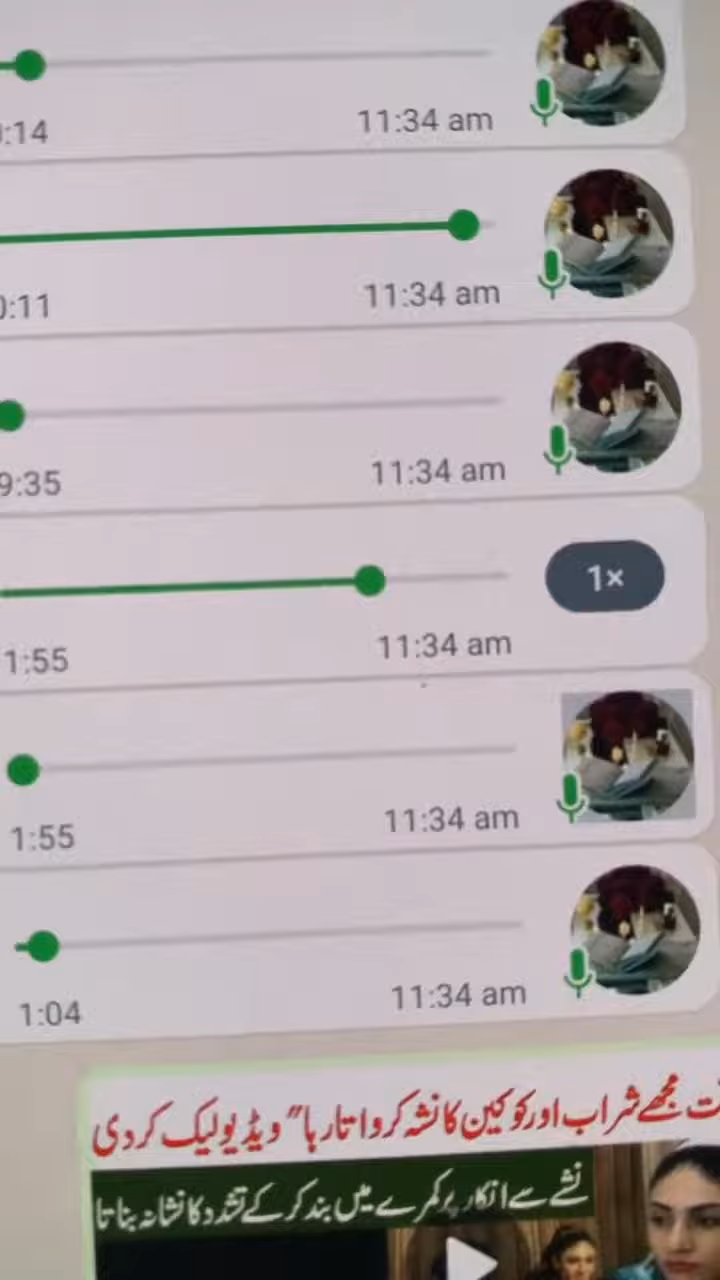 :14
11:34 am
0:11
11:34 am
9:35
11:34 am
1×
1:55
11:34 am
1:55
11:34 am
1:04
11:34 am
مجھے شراب اور کوکین کا نشہ کرواتا رہا” ویڈیو لیک کر دی
نشے سے انکار پر کمرے میں بند کر کے تشدد کا نشانہ بناتا